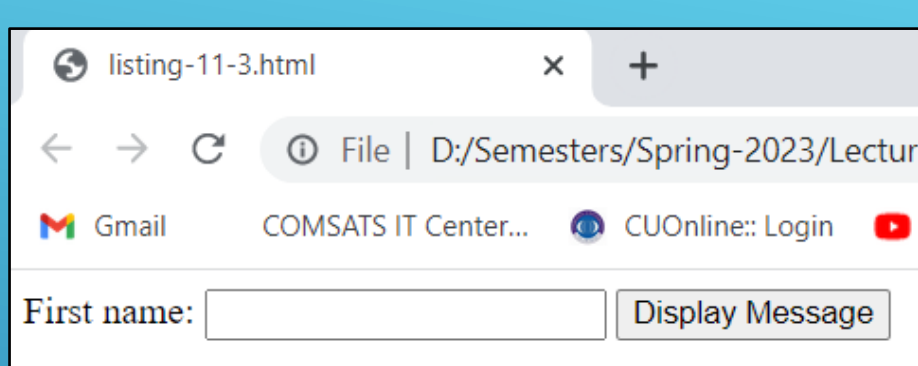 listing-11-3.html
File | D:/Semesters/Spring-2023/Lectur
Gmail COMSATS IT Center... CUOnline:: Login
First name: Display Message